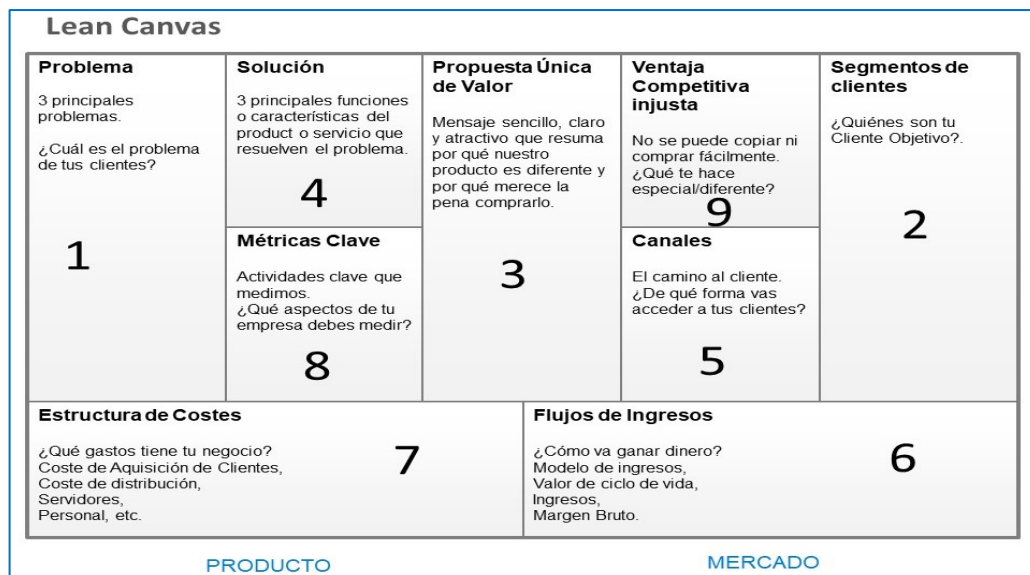 Lean Canvas
Problema
3 principales
problemas.
¿Cuál es el problema
de tus clientes?
1
Solución
3 principales funciones
o características del
product o servicio que
resuelven el problema.
4
Métricas Clave
Actividades clave que
medimos.
¿Qué aspectos de tu
empresa debes medir?
8
Propuesta Única
de Valor
Mensaje sencillo, claro
y atractivo que resuma
por qué nuestro
producto es diferente y
por qué merece la
pena comprarlo.
3
Ventaja
Competitiva
injusta
No se puede copiar ni
comprar fácilmente.
¿Qué te hace
especial/diferente?
9
Canales
El camino al cliente.
¿De qué forma vas
acceder a tus clientes?
5
Segmentos de
clientes
¿Quiénes son tu
Cliente Objetivo?.
2
Estructura de Costes
¿Qué gastos tiene tu negocio?
Coste de Aquisición de Clientes,
Coste de distribución,
Servidores,
Personal, etc.
7
Flujos de Ingresos
¿Cómo va ganar dinero?
Modelo de ingresos,
Valor de ciclo de vida,
Ingresos,
Margen Bruto.
6
PRODUCTO
MERCADO